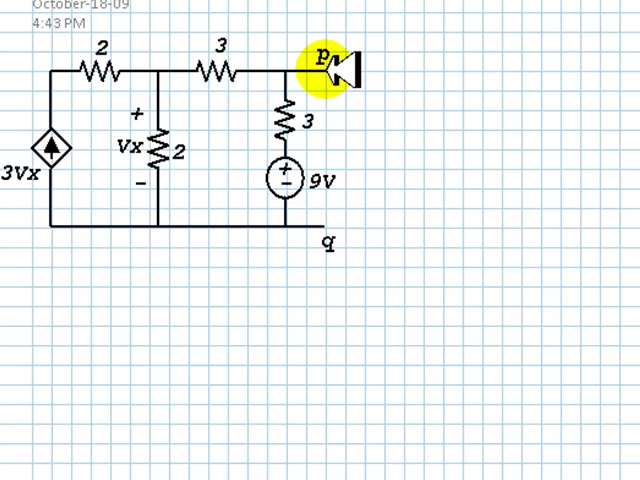 October-18-09
4:43 PM
2
3
p
+
Vx
2
-
3
3Vx
+
-
9V
q